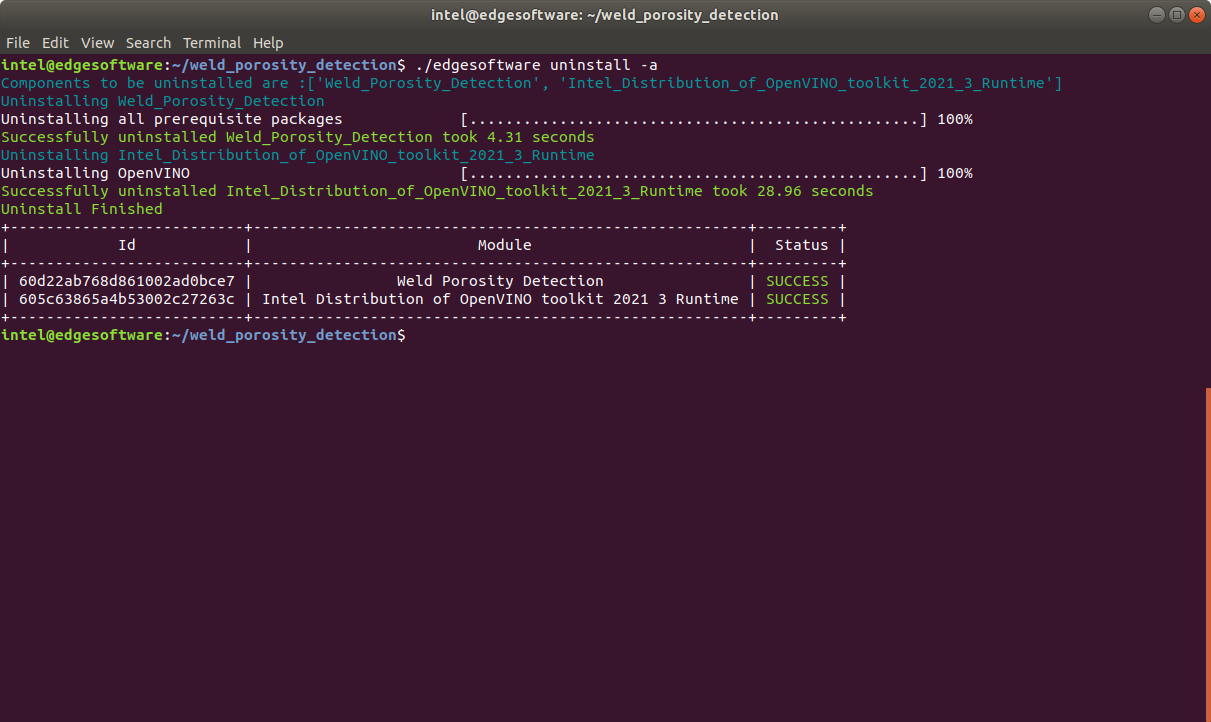 intel@edgesoftware: ~/weld_porosity_detection
File Edit View Search Terminal Help
intel@edgesoftware:~/weld_porosity_detection$ ./edgesoftware uninstall -a
Components to be uninstalled are :['Weld_Porosity_Detection', 'Intel_Distribution_of_OpenVINO_toolkit_2021_3_Runtime']
Uninstalling Weld_Porosity_Detection
Uninstalling all prerequisite packages             [..................................................] 100%
Successfully uninstalled Weld_Porosity_Detection took 4.31 seconds
Uninstalling Intel_Distribution_of_OpenVINO_toolkit_2021_3_Runtime
Uninstalling OpenVINO                              [..................................................] 100%
Successfully uninstalled Intel_Distribution_of_OpenVINO_toolkit_2021_3_Runtime took 28.96 seconds
Uninstall Finished
+--------------------------+-------------------------------------------------------+---------+
|            Id            |                         Module                        |  Status |
+--------------------------+-------------------------------------------------------+---------+
| 60d22ab768d861002ad0bce7 |                Weld Porosity Detection                | SUCCESS |
| 605c63865a4b53002c27263c | Intel Distribution of OpenVINO toolkit 2021 3 Runtime | SUCCESS |
+--------------------------+-------------------------------------------------------+---------+
intel@edgesoftware:~/weld_porosity_detection$